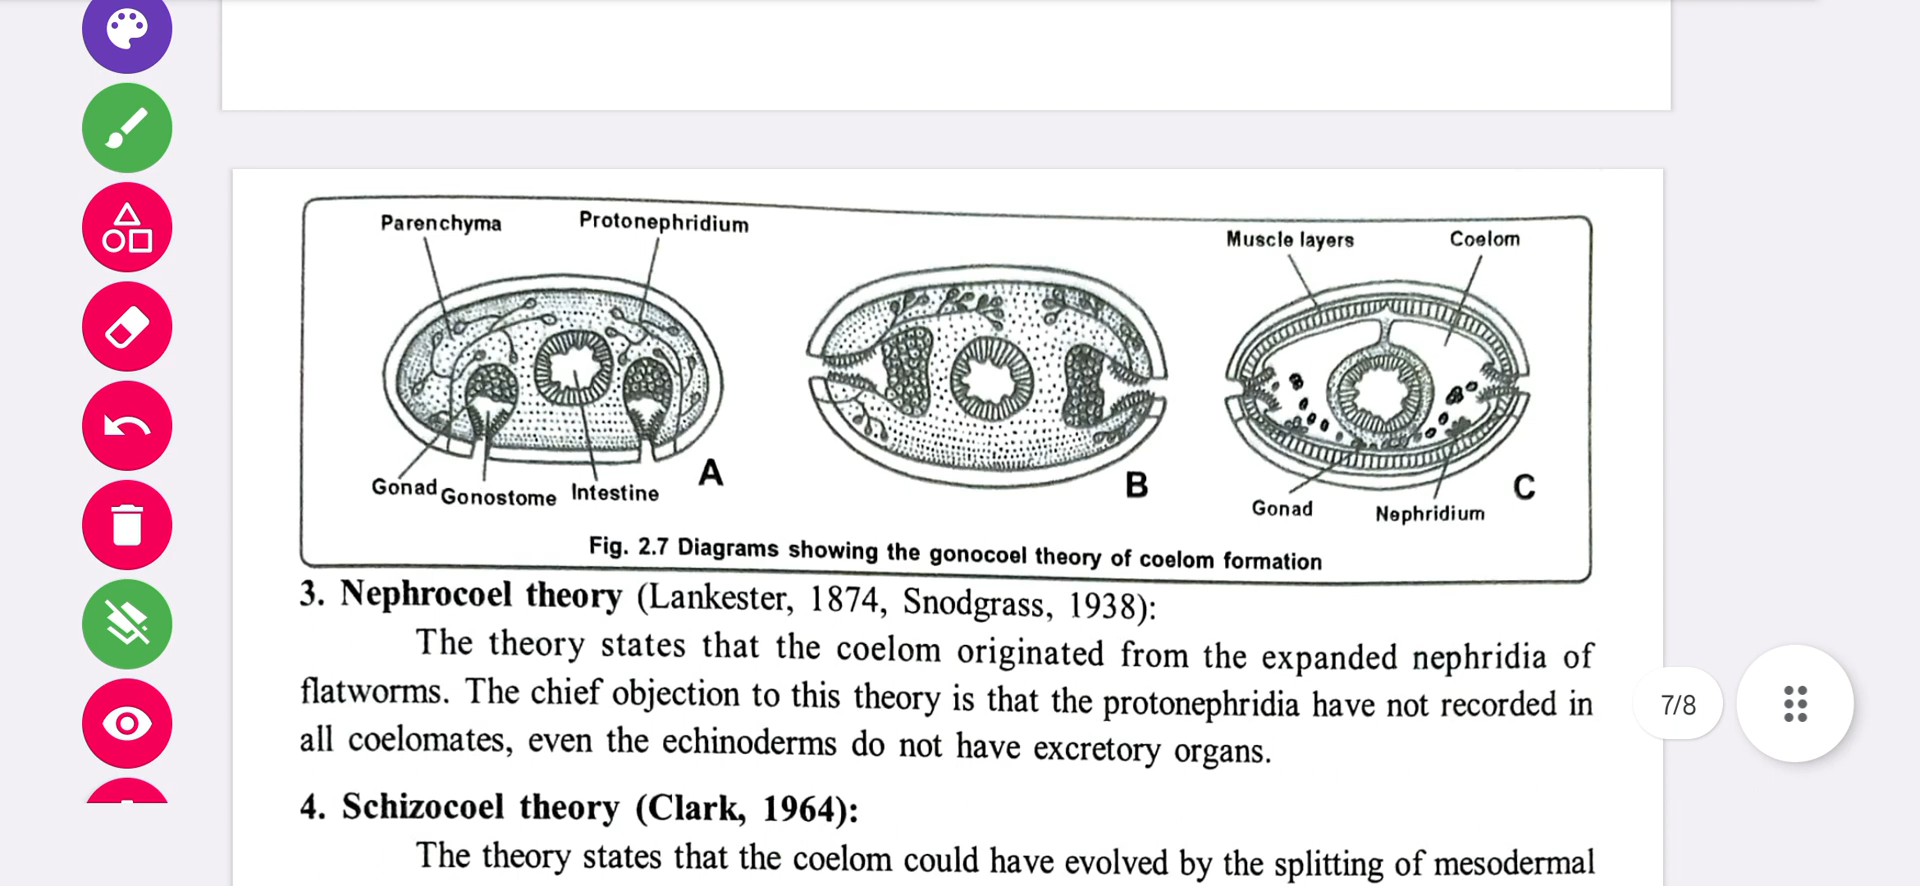 Parenchyma Protonephridium
Muscle layers Coelom
Gonad Gonostome Intestine A
B
Gonad Nephridium C
Fig. 2.7 Diagrams showing the gonocoel theory of coelom formation
3. Nephrocoel theory (Lankester, 1874, Snodgrass, 1938):
The theory states that the coelom originated from the expanded nephridia of
flatworms. The chief objection to this theory is that the protonephridia have not recorded in
all coelomates, even the echinoderms do not have excretory organs.
4. Schizocoel theory (Clark, 1964):
The theory states that the coelom could have evolved by the splitting of mesodermal
7/8